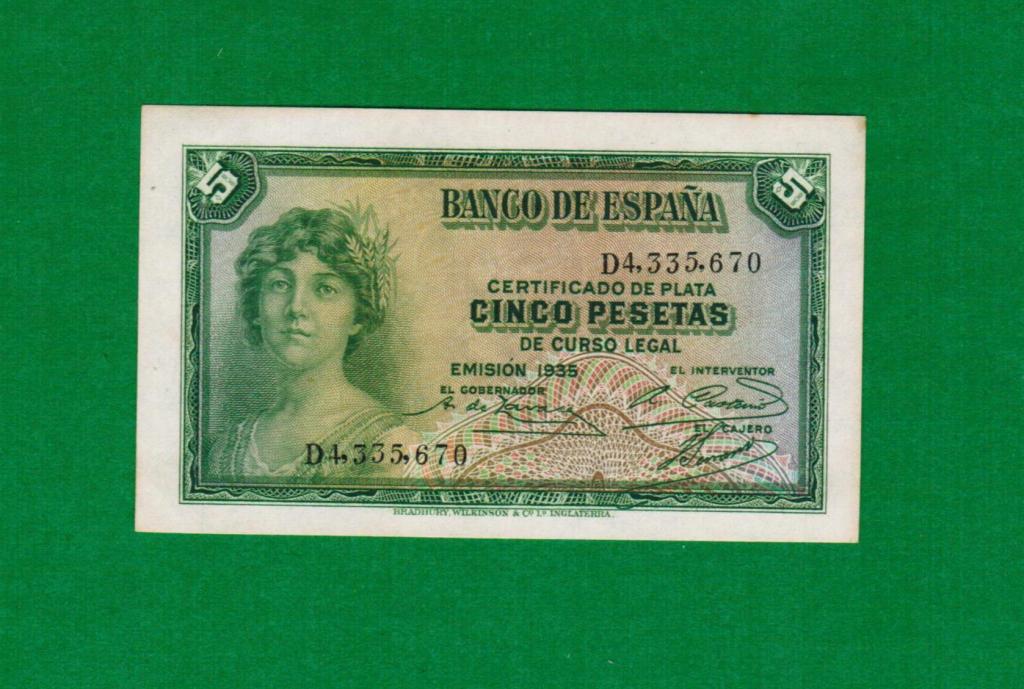 5
5
BANCO DE ESPAÑA
D4,335,670
CERTIFICADO DE PLATA
CINCO PESETAS
DE CURSO LEGAL
EMISIÓN 1935
EL INTERVENTOR
EL GOBERNADOR
EL CAJERO
D4,335,670
BRADBURY, WILKINSON & Cº Lº INGLATERRA.